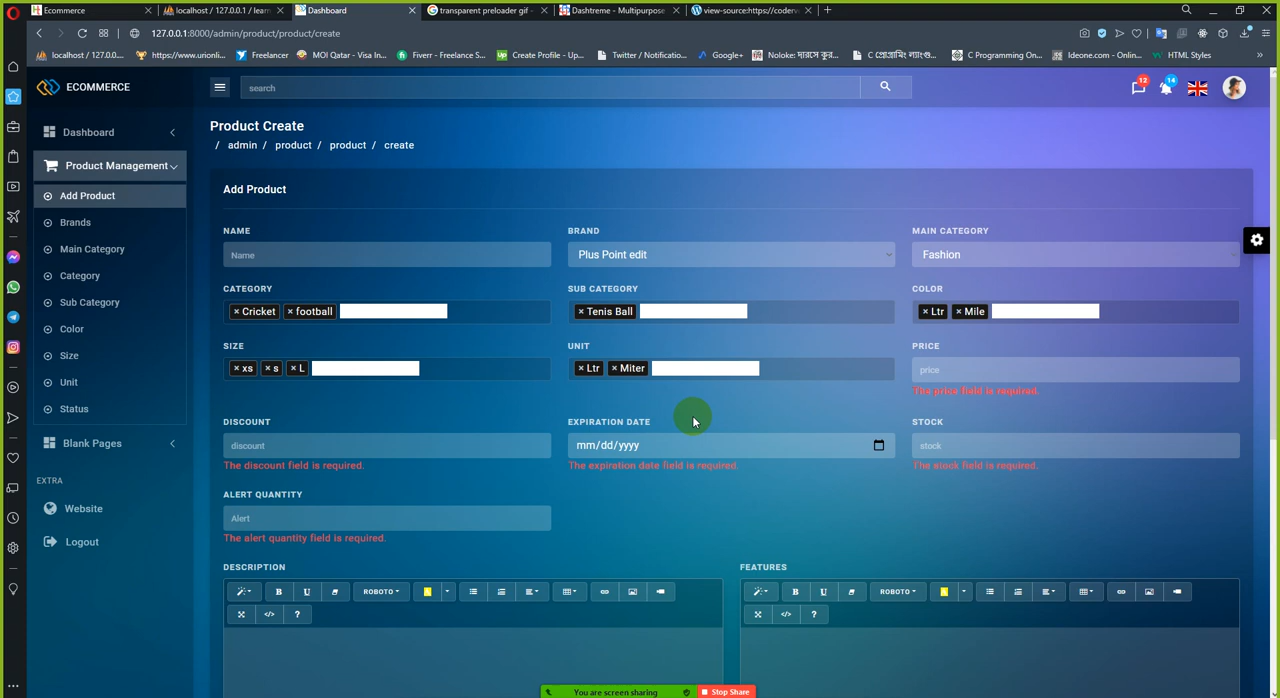 Ecommerce
localhost / 127.0.0.1 / learn
Dashboard
transparent preloader gif -
Dashtreme - Multipurpose
view-source:https://coderv
127.0.0.1:8000/admin/product/product/create
localhost / 127.0.0....
https://www.urionli...
Freelancer
MOI Qatar - Visa In...
Fiverr - Freelance S...
Create Profile - Up...
Twitter / Notificatio...
Google+
Noloke: দারসে কুর...
C প্রোগ্রামিং ল্যাংগু...
C Programming On...
Ideone.com - Onlin...
HTML Styles
ECOMMERCE
search
12
14
Dashboard
Product Management
Add Product
Brands
Main Category
Category
Sub Category
Color
Size
Unit
Status
Blank Pages
EXTRA
Website
Logout
Product Create
/ admin / product / product / create
Add Product
NAME
Name
BRAND
Plus Point edit
MAIN CATEGORY
Fashion
CATEGORY
× Cricket × football
SUB CATEGORY
× Tenis Ball
COLOR
× Ltr × Mile
SIZE
× xs × s × L
UNIT
× Ltr × Miter
PRICE
price
The price field is required.
DISCOUNT
discount
The discount field is required.
EXPIRATION DATE
mm/dd/yyyy
The expiration date field is required.
STOCK
stock
The stock field is required.
ALERT QUANTITY
Alert
The alert quantity field is required.
DESCRIPTION
B U ROBOTO A
</> ?
FEATURES
B U ROBOTO A
</> ?
You are screen sharing
Stop Share